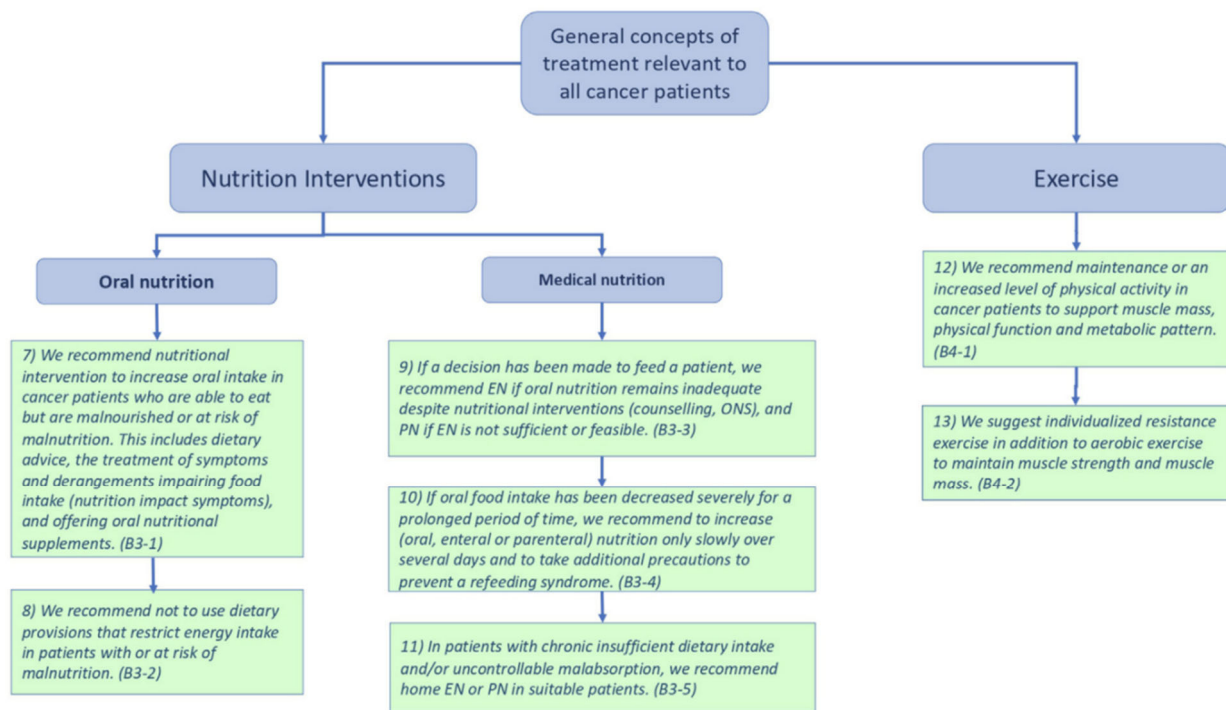 General concepts of
treatment relevant to
all cancer patients
Nutrition Interventions
Exercise
Oral nutrition
Medical nutrition
7) We recommend nutritional
intervention to increase oral intake in
cancer patients who are able to eat
but are malnourished or at risk of
malnutrition. This includes dietary
advice, the treatment of symptoms
and derangements impairing food
intake (nutrition impact symptoms),
and offering oral nutritional
supplements. (B3-1)
8) We recommend not to use dietary
provisions that restrict energy intake
in patients with or at risk of
malnutrition. (B3-2)
9) If a decision has been made to feed a patient, we
recommend EN if oral nutrition remains inadequate
despite nutritional interventions (counselling, ONS), and
PN if EN is not sufficient or feasible. (B3-3)
10) If oral food intake has been decreased severely for a
prolonged period of time, we recommend to increase
(oral, enteral or parenteral) nutrition only slowly over
several days and to take additional precautions to
prevent a refeeding syndrome. (B3-4)
11) In patients with chronic insufficient dietary intake
and/or uncontrollable malabsorption, we recommend
home EN or PN in suitable patients. (B3-5)
12) We recommend maintenance or an
increased level of physical activity in
cancer patients to support muscle mass,
physical function and metabolic pattern.
(B4-1)
13) We suggest individualized resistance
exercise in addition to aerobic exercise
to maintain muscle strength and muscle
mass. (B4-2)